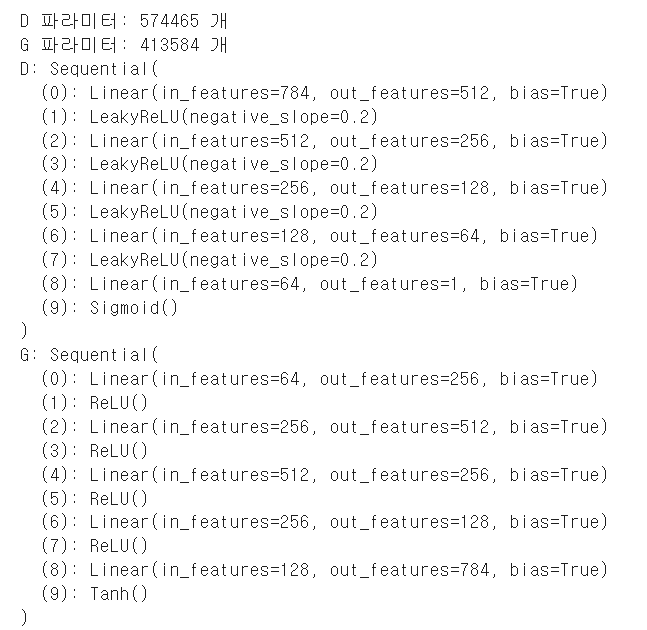 D 파라미터: 574465 개
G 파라미터: 413584 개
D: Sequential(
  (0): Linear(in_features=784, out_features=512, bias=True)
  (1): LeakyReLU(negative_slope=0.2)
  (2): Linear(in_features=512, out_features=256, bias=True)
  (3): LeakyReLU(negative_slope=0.2)
  (4): Linear(in_features=256, out_features=128, bias=True)
  (5): LeakyReLU(negative_slope=0.2)
  (6): Linear(in_features=128, out_features=64, bias=True)
  (7): LeakyReLU(negative_slope=0.2)
  (8): Linear(in_features=64, out_features=1, bias=True)
  (9): Sigmoid()
)
G: Sequential(
  (0): Linear(in_features=64, out_features=256, bias=True)
  (1): ReLU()
  (2): Linear(in_features=256, out_features=512, bias=True)
  (3): ReLU()
  (4): Linear(in_features=512, out_features=256, bias=True)
  (5): ReLU()
  (6): Linear(in_features=256, out_features=128, bias=True)
  (7): ReLU()
  (8): Linear(in_features=128, out_features=784, bias=True)
  (9): Tanh()
)